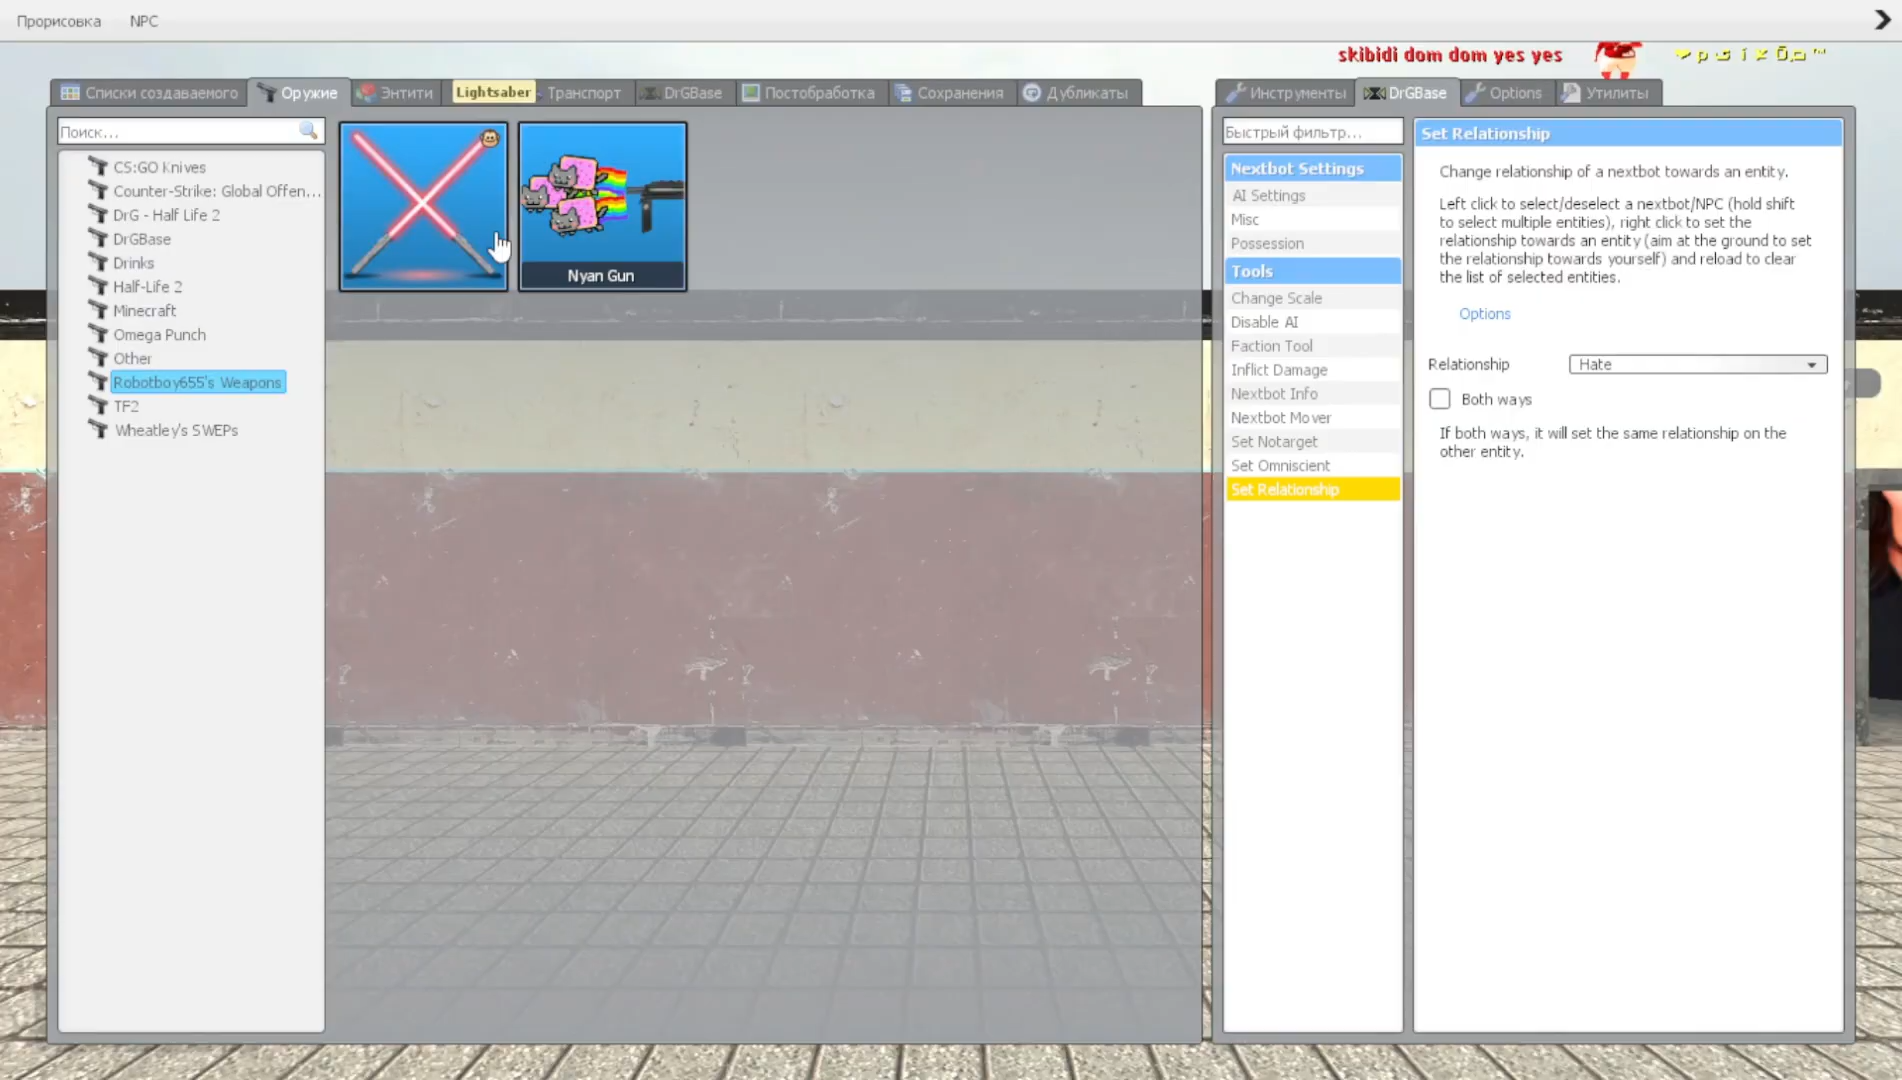 Прорисовка NPC
skibidi dom dom yes yes
Списки создаваемого Оружие Энтити Lightsaber Транспорт DrGBase Постобработка Сохранения Дубликаты
Инструменты DrGBase Options Утилиты
Поиск...
CS:GO Knives
Counter-Strike: Global Offen...
DrG - Half Life 2
DrGBase
Drinks
Half-Life 2
Minecraft
Omega Punch
Other
Robotboy655's Weapons
TF2
Wheatley's SWEPs
Nyan Gun
Быстрый фильтр...
Nextbot Settings
AI Settings
Misc
Possession
Tools
Change Scale
Disable AI
Faction Tool
Inflict Damage
Nextbot Info
Nextbot Mover
Set Notarget
Set Omniscient
Set Relationship
Set Relationship
Change relationship of a nextbot towards an entity.
Left click to select/deselect a nextbot/NPC (hold shift
to select multiple entities), right click to set the
relationship towards an entity (aim at the ground to set
the relationship towards yourself) and reload to clear
the list of selected entities.
Options
Relationship Hate
Both ways
If both ways, it will set the same relationship on the
other entity.